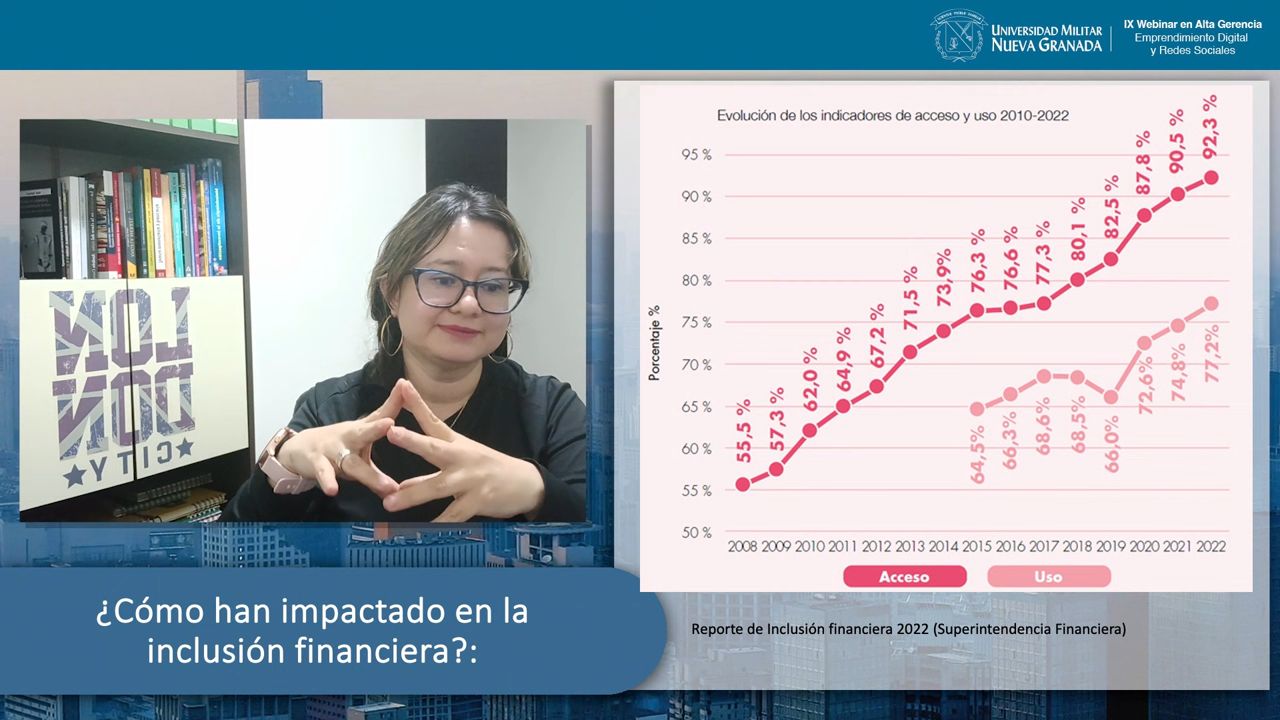 UNIVERSIDAD MILITAR
NUEVA GRANADA
IX Webinar en Alta Gerencia
Emprendimiento Digital
y Redes Sociales
LON
DON
CITY
¿Cómo han impactado en la
inclusión financiera?:
Evolución de los indicadores de acceso y uso 2010-2022
Porcentaje %
95 %
90 %
85 %
80 %
75 %
70 %
65 %
60 %
55 %
50 %
55,5 %
57,3 %
62,0 %
64,9 %
67,2 %
71,5 %
73,9%
76,3 %
76,6 %
77,3 %
80,1 %
82,5 %
87,8 %
90,5 %
92,3 %
64,5%
66,3%
68,6%
68,5%
66,0%
72,6%
74,8%
77,2%
2008 2009 2010 2011 2012 2013 2014 2015 2016 2017 2018 2019 2020 2021 2022
Acceso
Uso
Reporte de Inclusión financiera 2022 (Superintendencia Financiera)